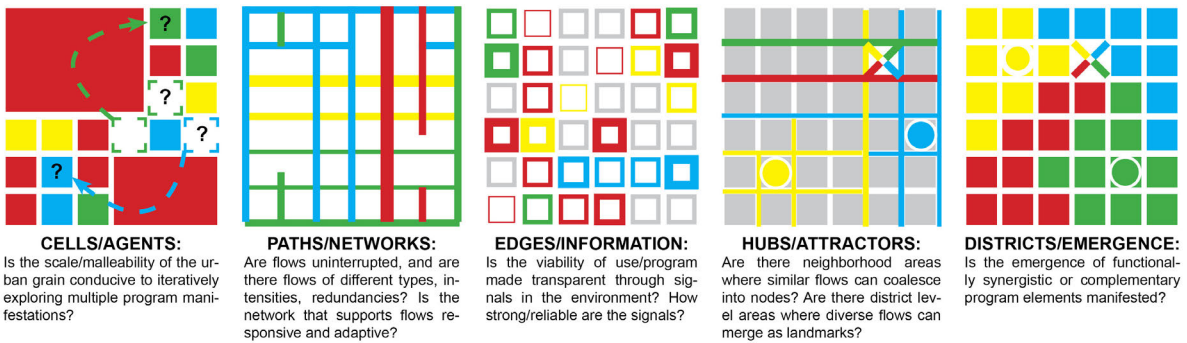 ?
?
?
?
CELLS/AGENTS:
Is the scale/malleability of the ur-
ban grain conducive to iteratively
exploring multiple program mani-
festations?
PATHS/NETWORKS:
Are flows uninterrupted, and are
there flows of different types, in-
tensities, redundancies? Is the
network that supports flows re-
sponsive and adaptive?
EDGES/INFORMATION:
Is the viability of use/program
made transparent through sig-
nals in the environment? How
strong/reliable are the signals?
HUBS/ATTRACTORS:
Are there neighborhood areas
where similar flows can coalesce
into nodes? Are there district lev-
el areas where diverse flows can
merge as landmarks?
DISTRICTS/EMERGENCE:
Is the emergence of functional-
ly synergistic or complementary
program elements manifested?